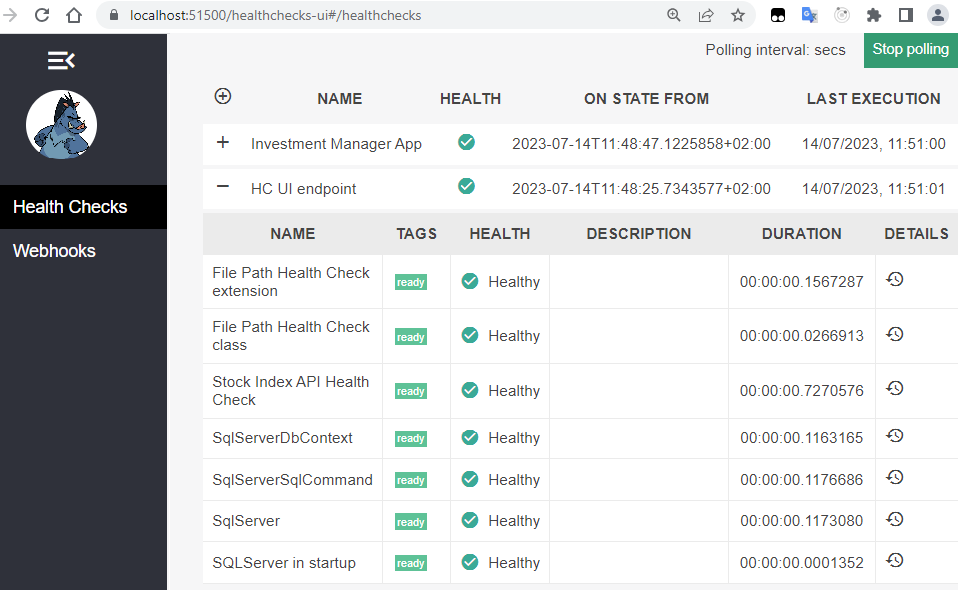 localhost:51500/healthchecks-ui#/healthchecks
Polling interval: secs Stop polling
NAME HEALTH ON STATE FROM LAST EXECUTION
Investment Manager App 2023-07-14T11:48:47.1225858+02:00 14/07/2023, 11:51:00
HC UI endpoint 2023-07-14T11:48:25.7343577+02:00 14/07/2023, 11:51:01
Health Checks
Webhooks
NAME TAGS HEALTH DESCRIPTION DURATION DETAILS
File Path Health Check
extension ready Healthy 00:00:00.1567287
File Path Health Check
class ready Healthy 00:00:00.0266913
Stock Index API Health
Check ready Healthy 00:00:00.7270576
SqlServerDbContext ready Healthy 00:00:00.1163165
SqlServerSqlCommand ready Healthy 00:00:00.1176686
SqlServer ready Healthy 00:00:00.1173080
SQLServer in startup ready Healthy 00:00:00.0001352